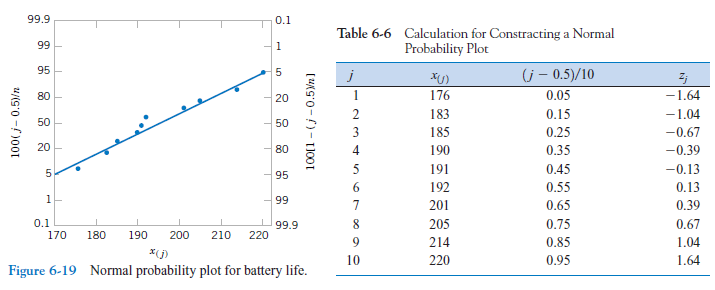 99.9
99
95
80
50
20
5
1
0.1
100(j – 0.5)/n
0.1
1
5
20
50
80
95
99
99.9
100[1 – (j – 0.5)/n]
170 180 190 200 210 220
x(j)
Figure 6-19 Normal probability plot for battery life.
Table 6-6 Calculation for Constracting a Normal
Probability Plot
j x(j) (j – 0.5)/10 zj
1 176 0.05 –1.64
2 183 0.15 –1.04
3 185 0.25 –0.67
4 190 0.35 –0.39
5 191 0.45 –0.13
6 192 0.55 0.13
7 201 0.65 0.39
8 205 0.75 0.67
9 214 0.85 1.04
10 220 0.95 1.64